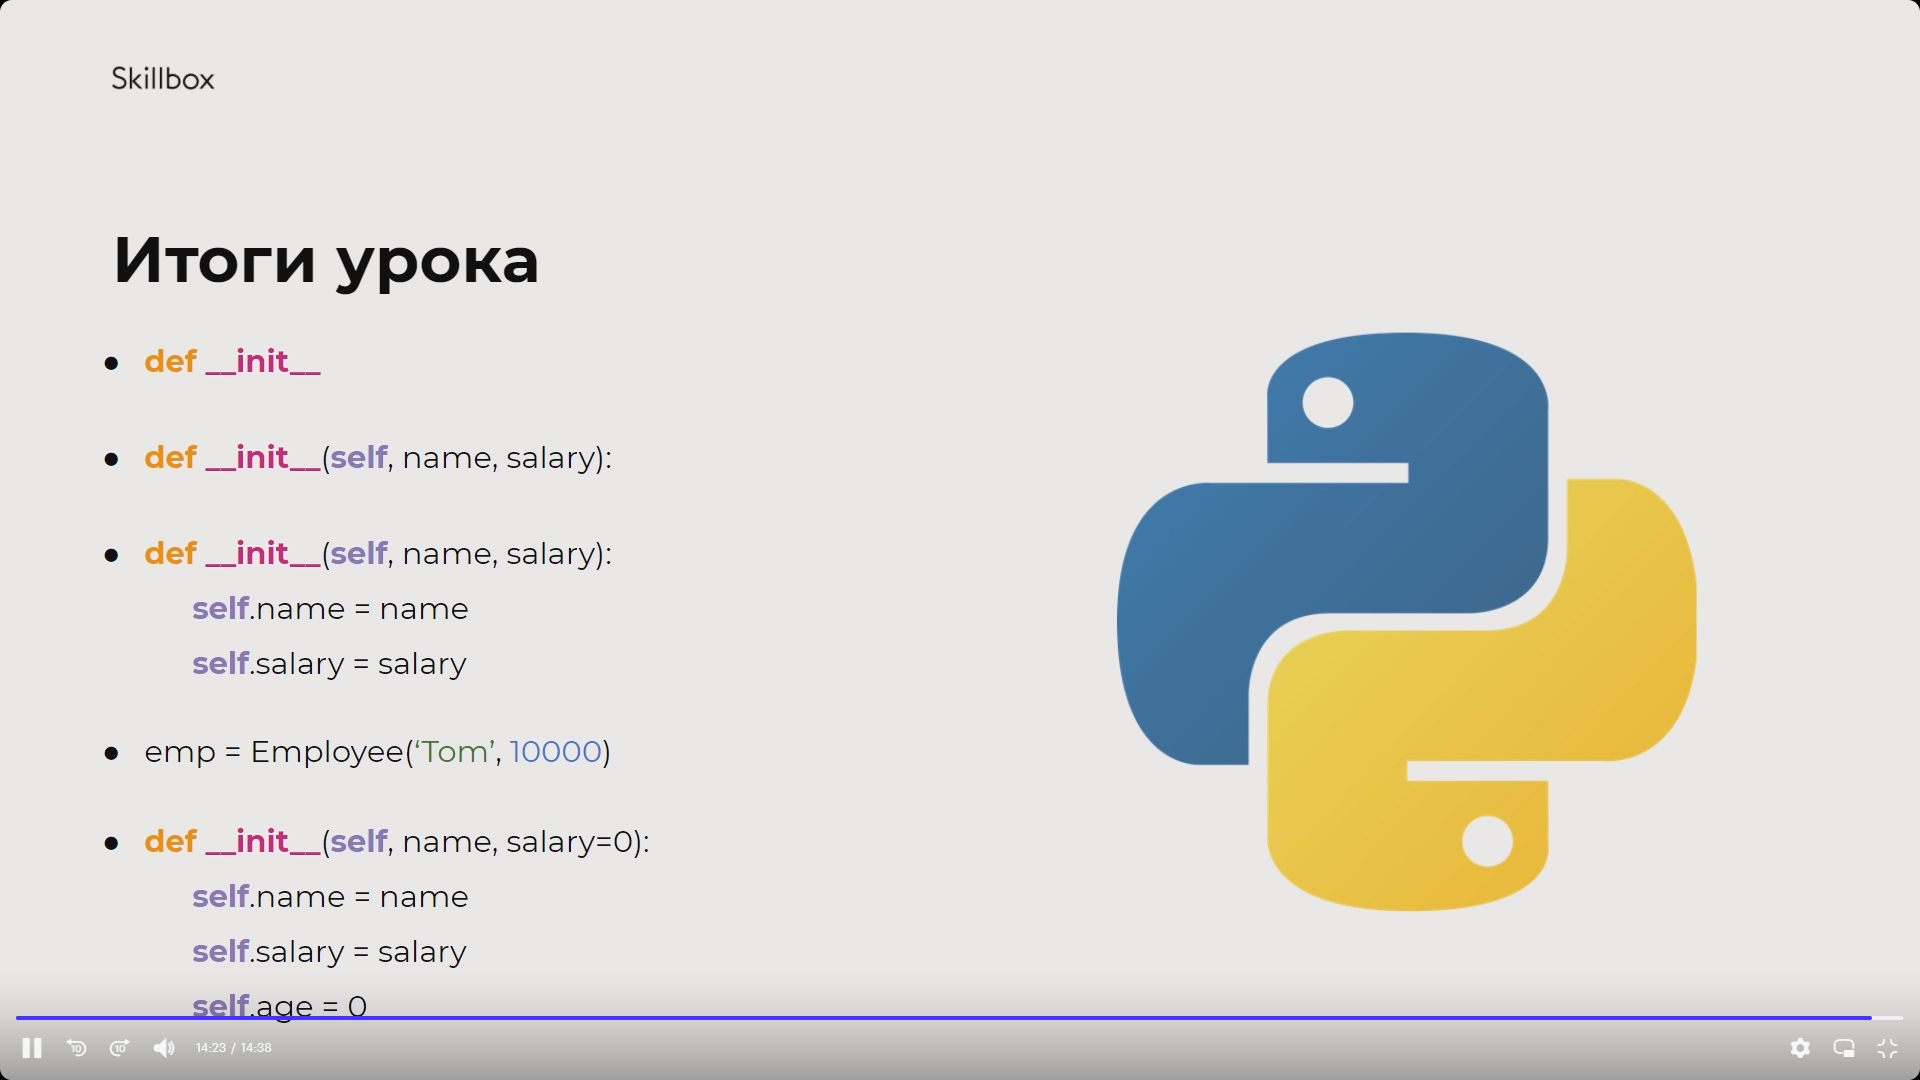 Skillbox
Итоги урока
● def __init__
● def __init__(self, name, salary):
● def __init__(self, name, salary):
self.name = name
self.salary = salary
● emp = Employee(‘Tom’, 10000)
● def __init__(self, name, salary=0):
self.name = name
self.salary = salary
self.age = 0
10 10 14:23 / 14:38